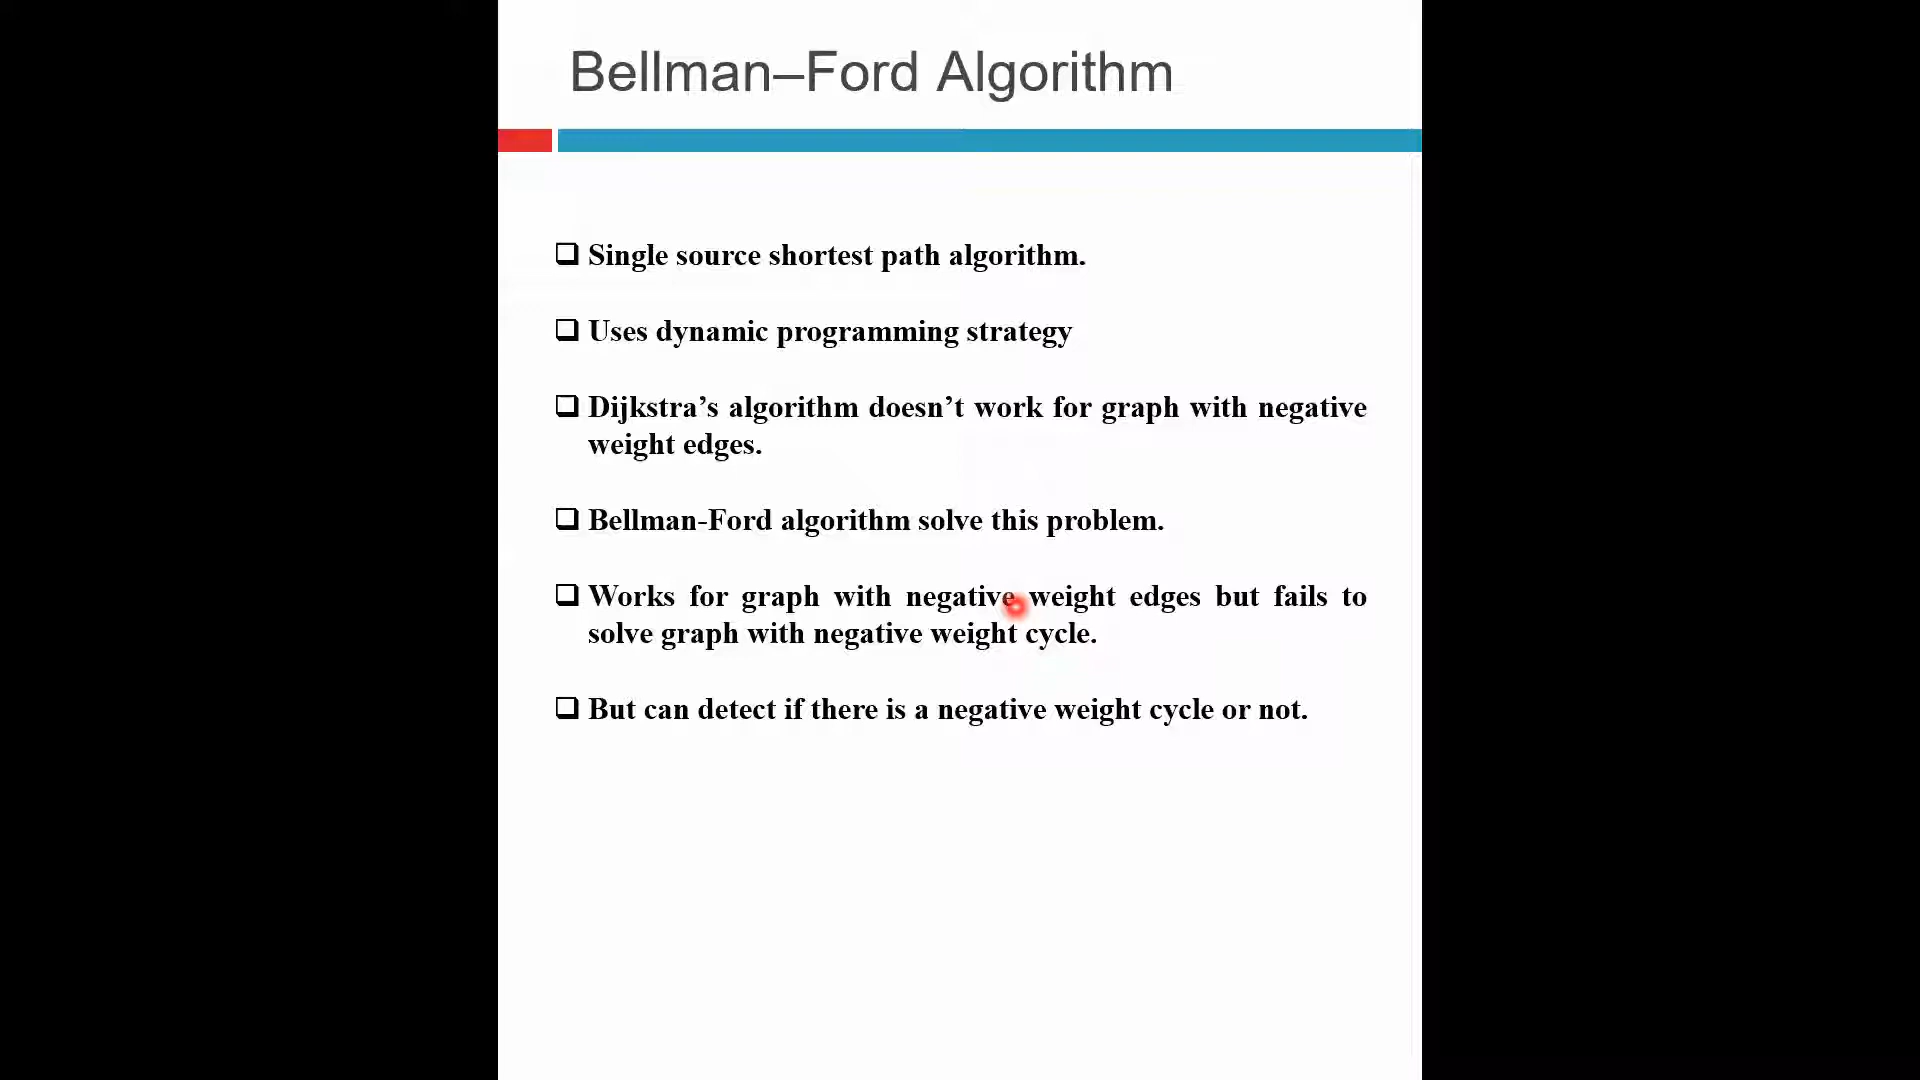 Bellman–Ford Algorithm
Single source shortest path algorithm.
Uses dynamic programming strategy
Dijkstra’s algorithm doesn’t work for graph with negative
weight edges.
Bellman-Ford algorithm solve this problem.
Works for graph with negative weight edges but fails to
solve graph with negative weight cycle.
But can detect if there is a negative weight cycle or not.